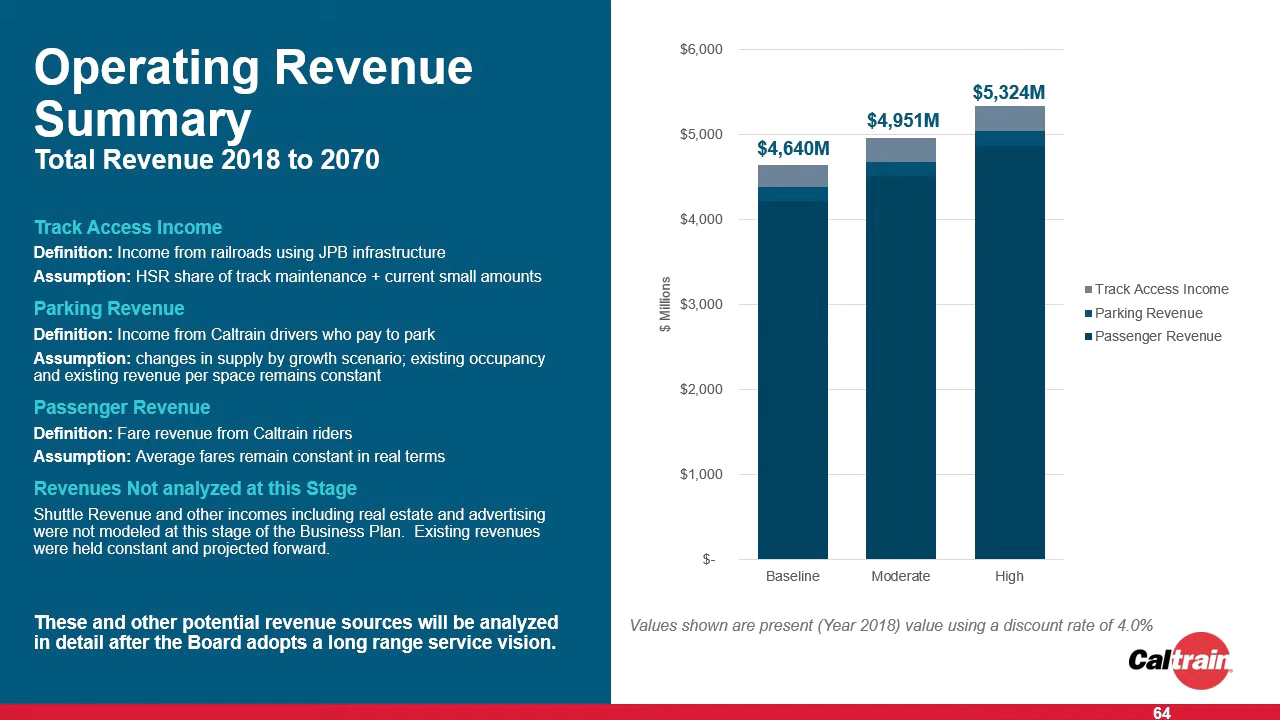 Operating Revenue
Summary
Total Revenue 2018 to 2070
Track Access Income
Definition: Income from railroads using JPB infrastructure
Assumption: HSR share of track maintenance + current small amounts
Parking Revenue
Definition: Income from Caltrain drivers who pay to park
Assumption: changes in supply by growth scenario; existing occupancy
and existing revenue per space remains constant
Passenger Revenue
Definition: Fare revenue from Caltrain riders
Assumption: Average fares remain constant in real terms
Revenues Not analyzed at this Stage
Shuttle Revenue and other incomes including real estate and advertising
were not modeled at this stage of the Business Plan.  Existing revenues
were held constant and projected forward.
These and other potential revenue sources will be analyzed
in detail after the Board adopts a long range service vision.
$6,000
$5,000
$4,000
$3,000
$2,000
$1,000
$-
$ Millions
$4,640M
$4,951M
$5,324M
Baseline
Moderate
High
Track Access Income
Parking Revenue
Passenger Revenue
Values shown are present (Year 2018) value using a discount rate of 4.0%
Caltrain®
64